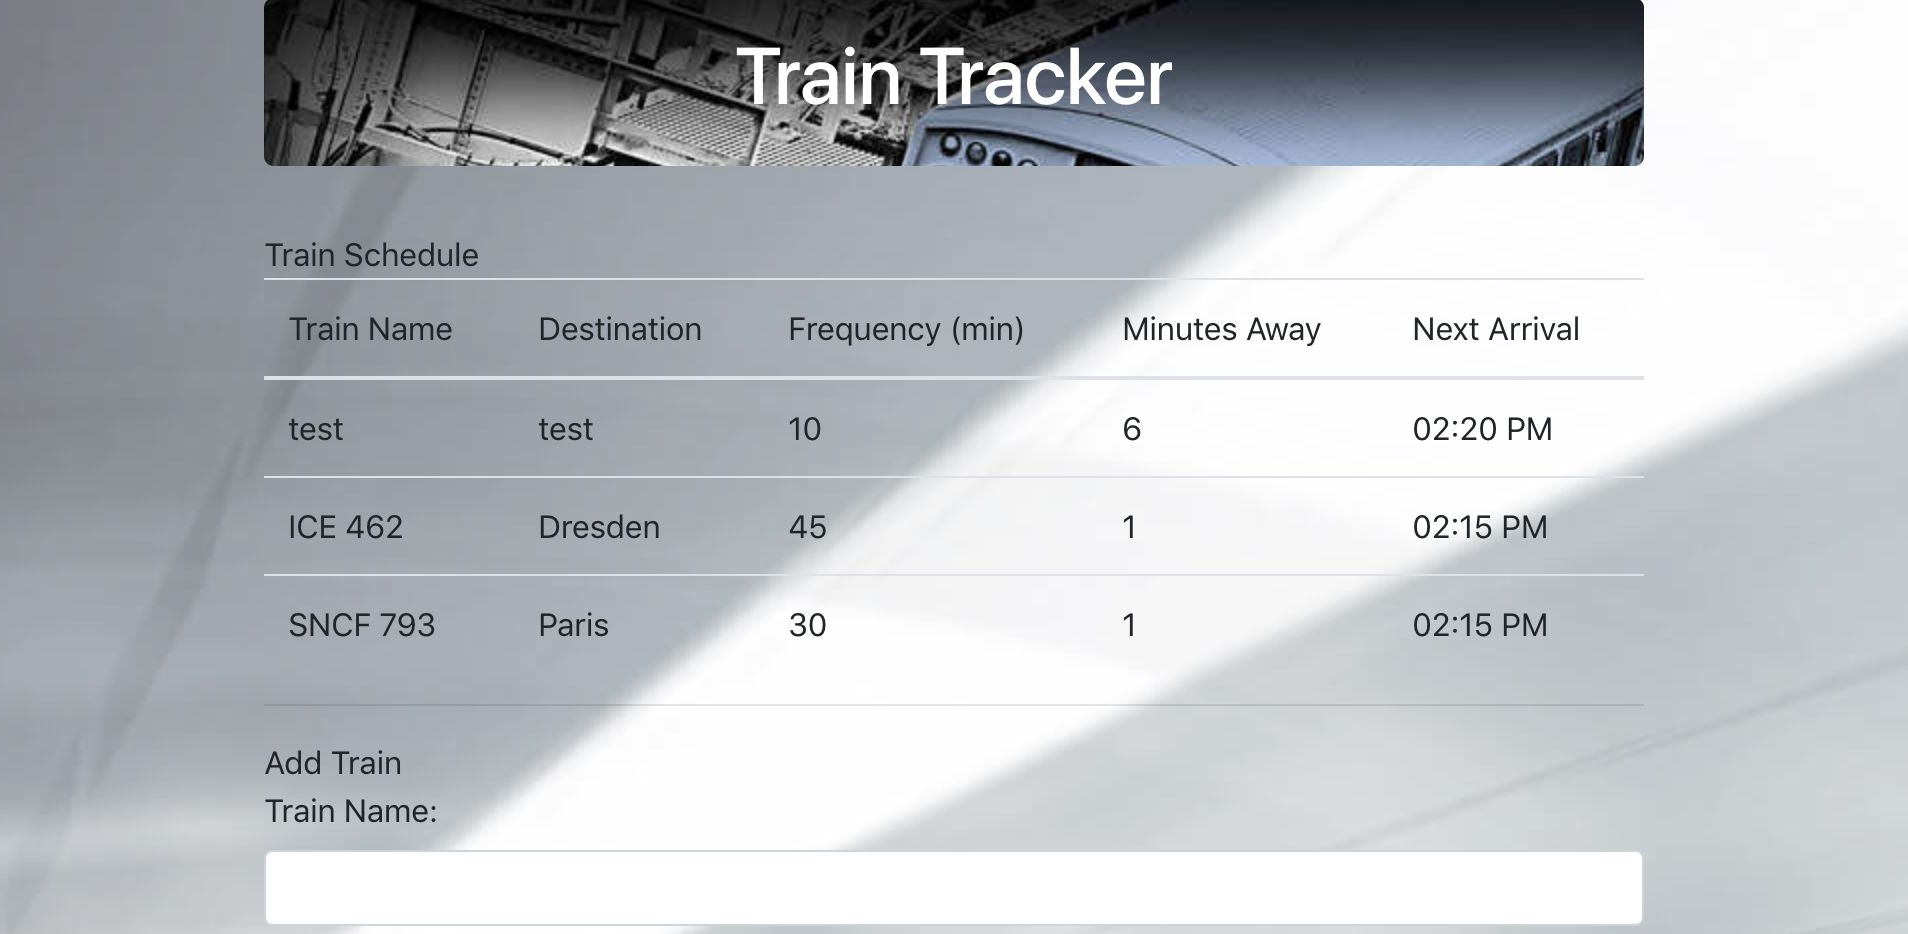 Train Tracker
Train Schedule
Train Name Destination Frequency (min) Minutes Away Next Arrival
test test 10 6 02:20 PM
ICE 462 Dresden 45 1 02:15 PM
SNCF 793 Paris 30 1 02:15 PM
Add Train
Train Name: